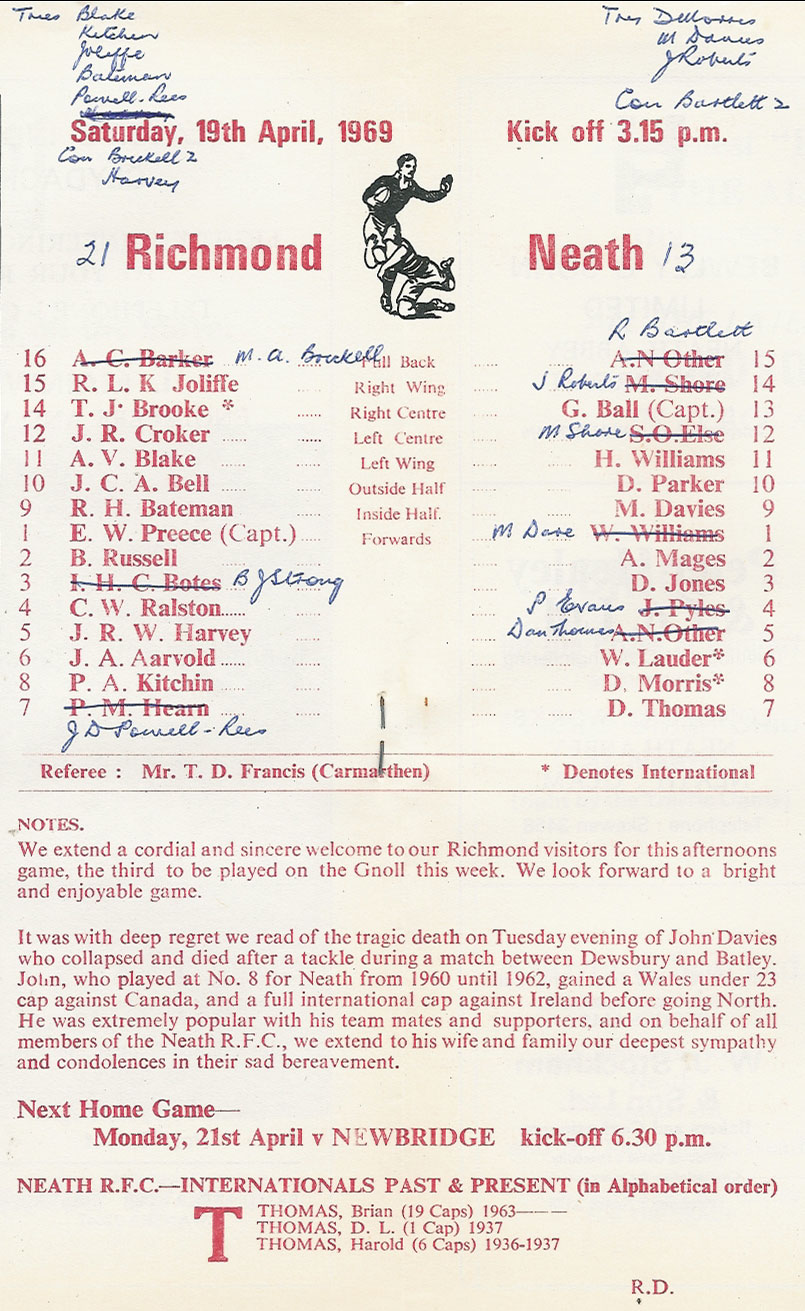 Tries Blake
Kitchen
Joliffe
Bateman
Powell-Rees
Tries D Morris
M Davies
J Roberts
Con Bartlett 2
Saturday, 19th April, 1969 Kick off 3.15 p.m.
Con Bruckell 2
Harvey
21 Richmond Neath 13
R Bartlett
16 A. C. Barker M. A. Bruckell ...... Full Back ...... A.N Other 15
15 R. L. K Joliffe Right Wing ...... J Roberts M. Shore 14
14 T. J. Brooke * ...... Right Centre ...... G. Ball (Capt.) 13
12 J. R. Croker ...... ...... Left Centre ...... M Shore S.O.Else 12
11 A. V. Blake ...... ...... Left Wing ...... ...... H. Williams 11
10 J. C. A. Bell ...... ...... Outside Half ...... ...... D. Parker 10
9 R. H. Bateman ...... Inside Half. ...... ...... M. Davies 9
1 E. W. Preece (Capt.) .... Forwards ...... M Dare W. Williams 1
2 B. Russell ...... ...... ...... ...... A. Mages 2
3 I. H. C. Botes B J Strong ...... ...... D. Jones 3
4 C. W. Ralston...... ...... ...... P Evans J. Pyles 4
5 J. R. W. Harvey ...... ...... Dan Thomas A.N.Other 5
6 J. A. Aarvold ...... ...... ...... ...... W. Lauder* 6
8 P. A. Kitchin ...... ...... ...... ...... D. Morris* 8
7 P. M. Hearn ...... ...... ...... ...... D. Thomas 7
J D Powell-Rees
Referee : Mr. T. D. Francis (Carmarthen) * Denotes International
NOTES.
We extend a cordial and sincere welcome to our Richmond visitors for this afternoons
game, the third to be played on the Gnoll this week. We look forward to a bright
and enjoyable game.
It was with deep regret we read of the tragic death on Tuesday evening of John Davies
who collapsed and died after a tackle during a match between Dewsbury and Batley.
John, who played at No. 8 for Neath from 1960 until 1962, gained a Wales under 23
cap against Canada, and a full international cap against Ireland before going North.
He was extremely popular with his team mates and supporters, and on behalf of all
members of the Neath R.F.C., we extend to his wife and family our deepest sympathy
and condolences in their sad bereavement.
Next Home Game—
Monday, 21st April v NEWBRIDGE kick-off 6.30 p.m.
NEATH R.F.C.—INTERNATIONALS PAST & PRESENT (in Alphabetical order)
T THOMAS, Brian (19 Caps) 1963———
THOMAS, D. L. (1 Cap) 1937
THOMAS, Harold (6 Caps) 1936-1937
R.D.